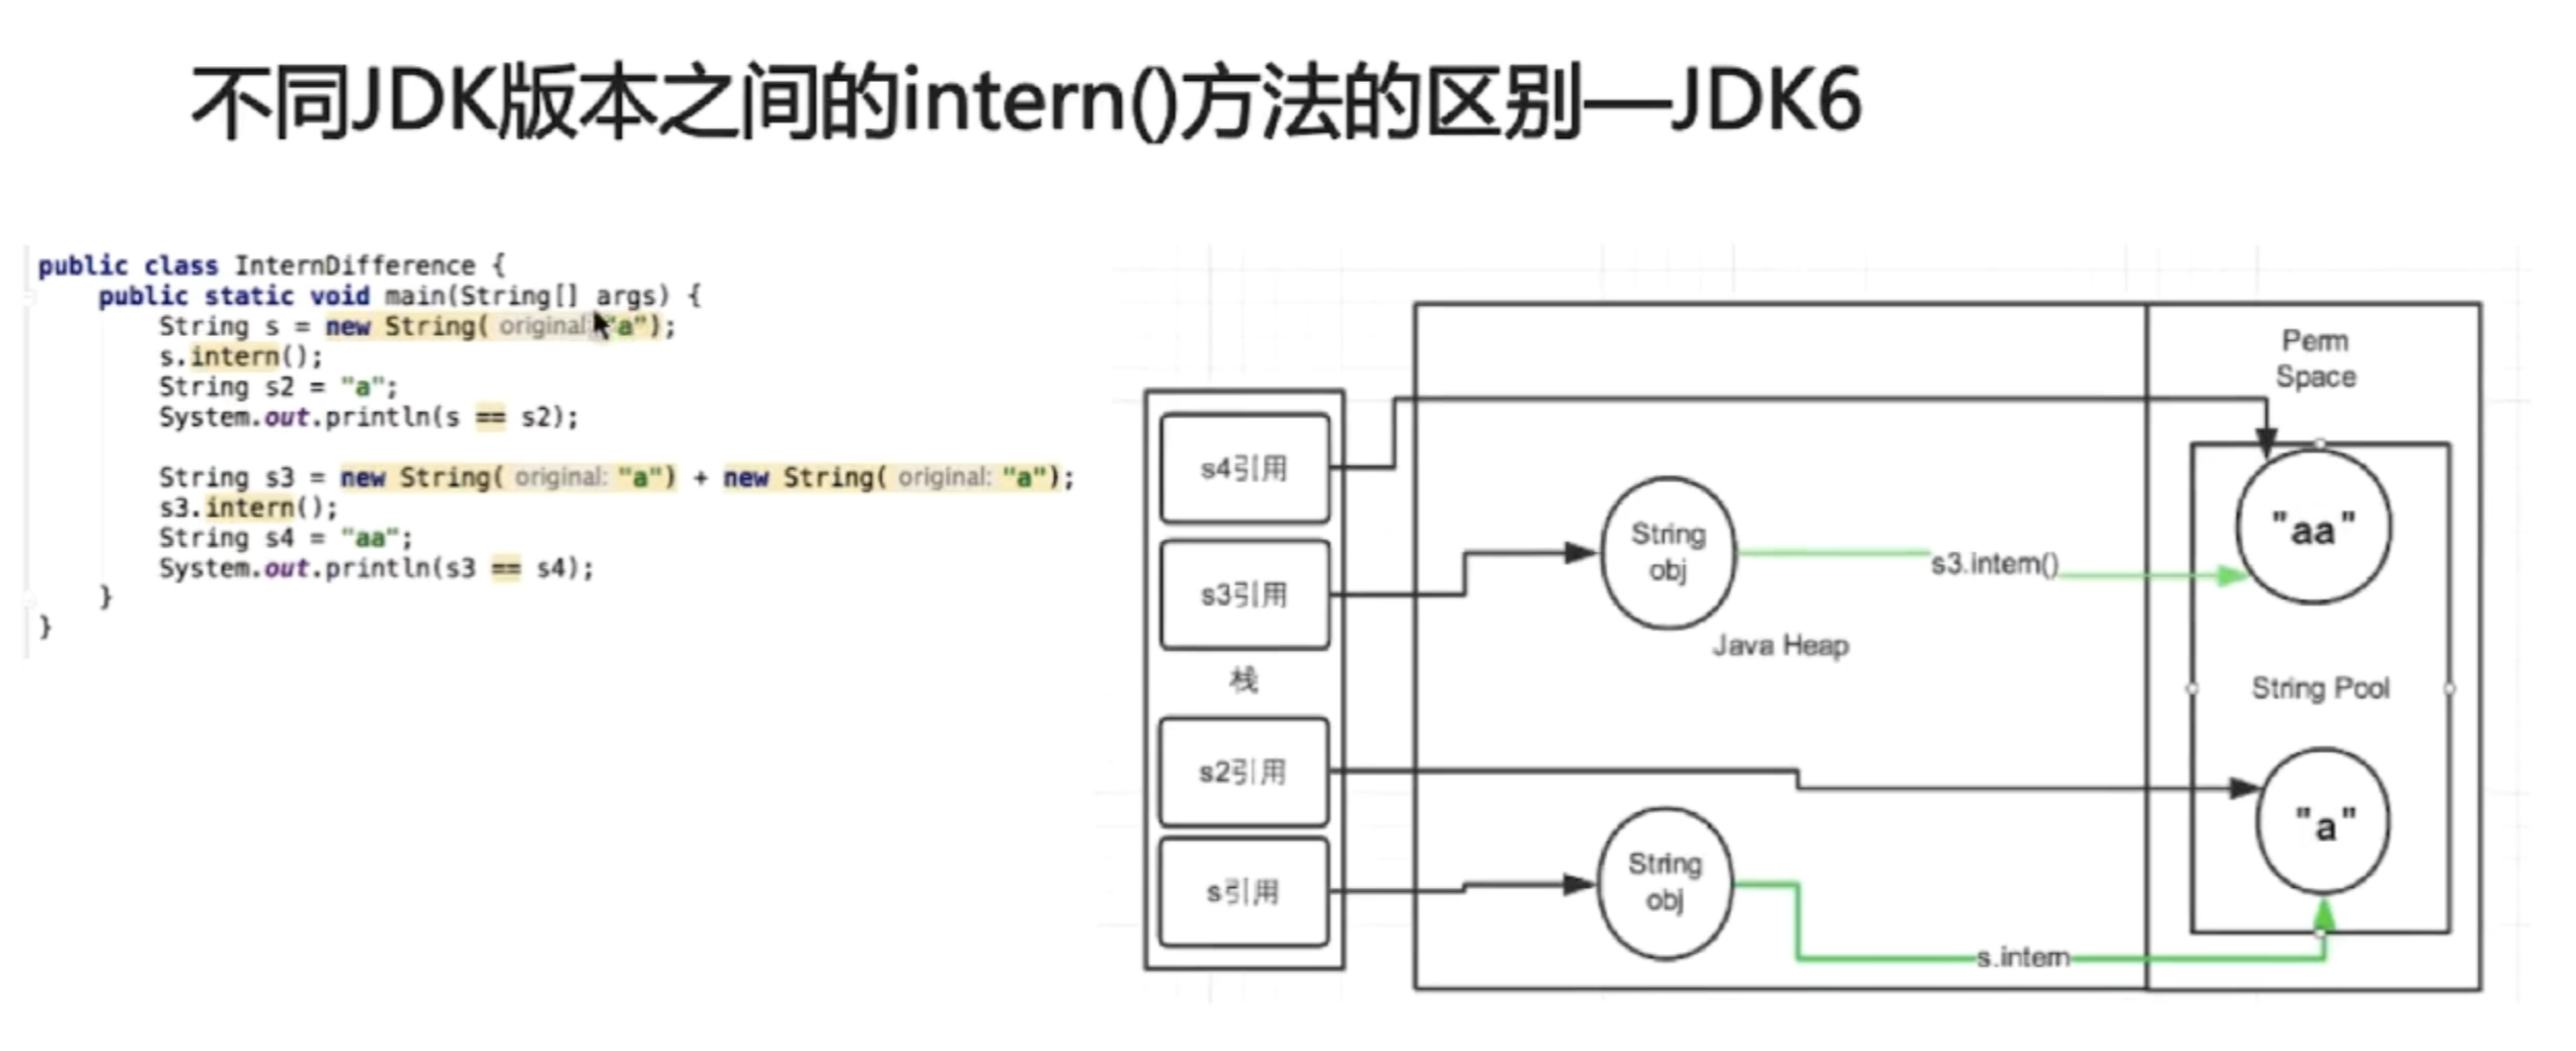 不同JDK版本之间的intern()方法的区别—JDK6
public class InternDifference {
public static void main(String[] args) {
String s = new String( original: "a");
s.intern();
String s2 = "a";
System.out.println(s == s2);
String s3 = new String( original: "a") + new String( original: "a");
s3.intern();
String s4 = "aa";
System.out.println(s3 == s4);
}
}
Perm
Space
s4引用
String
obj
"aa"
s3.intern()
s3引用
Java Heap
栈
String Pool
s2引用
"a"
String
obj
s引用
s.intern